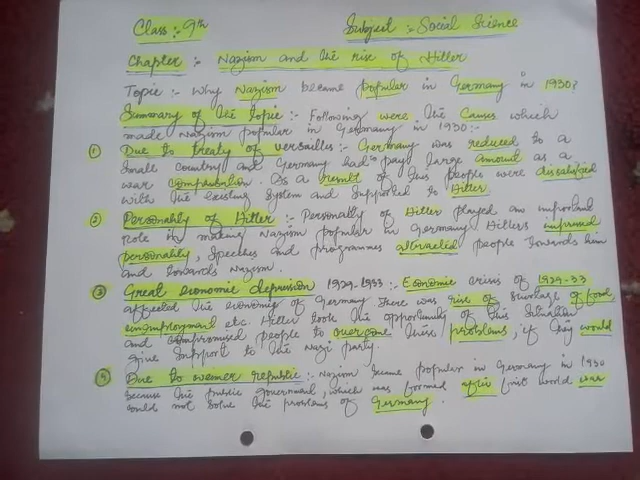 Class:- 9th Subject :- Social Science
Chapter :- Nazism and the rise of Hitler
Topic :- Why Nazism became popular in Germany in 1930?
Summary of the topic :- Following were the causes which
made Nazism popular in Germany in 1930:-
① Due to treaty of versailles:- Germany was reduced to a
small country and Germany had pay large amount as a
war . As a result of this people were dissatisfied
with the existing system and supported to Hitler.
② Personality of Hitler :- Personality of Hitler played an important
role in making Nazism popular in Germany. Hitlers
personality, speeches and programmes attracted people towards him
and towards Nazism.
③ Great economic depression 1929-1933 :- Economic crisis of 1929-33
affected the economy of Germany. There was rise of shortage of food,
unemployment etc. Hitler took the opportunity of this situation
and people to overcome these problems, if they would
give support to the Nazi party.
④ Due to weimer republic :- Nazism became popular in Germany in 1930
because the public government, which was formed after first world war
could not solve the problems of Germany.